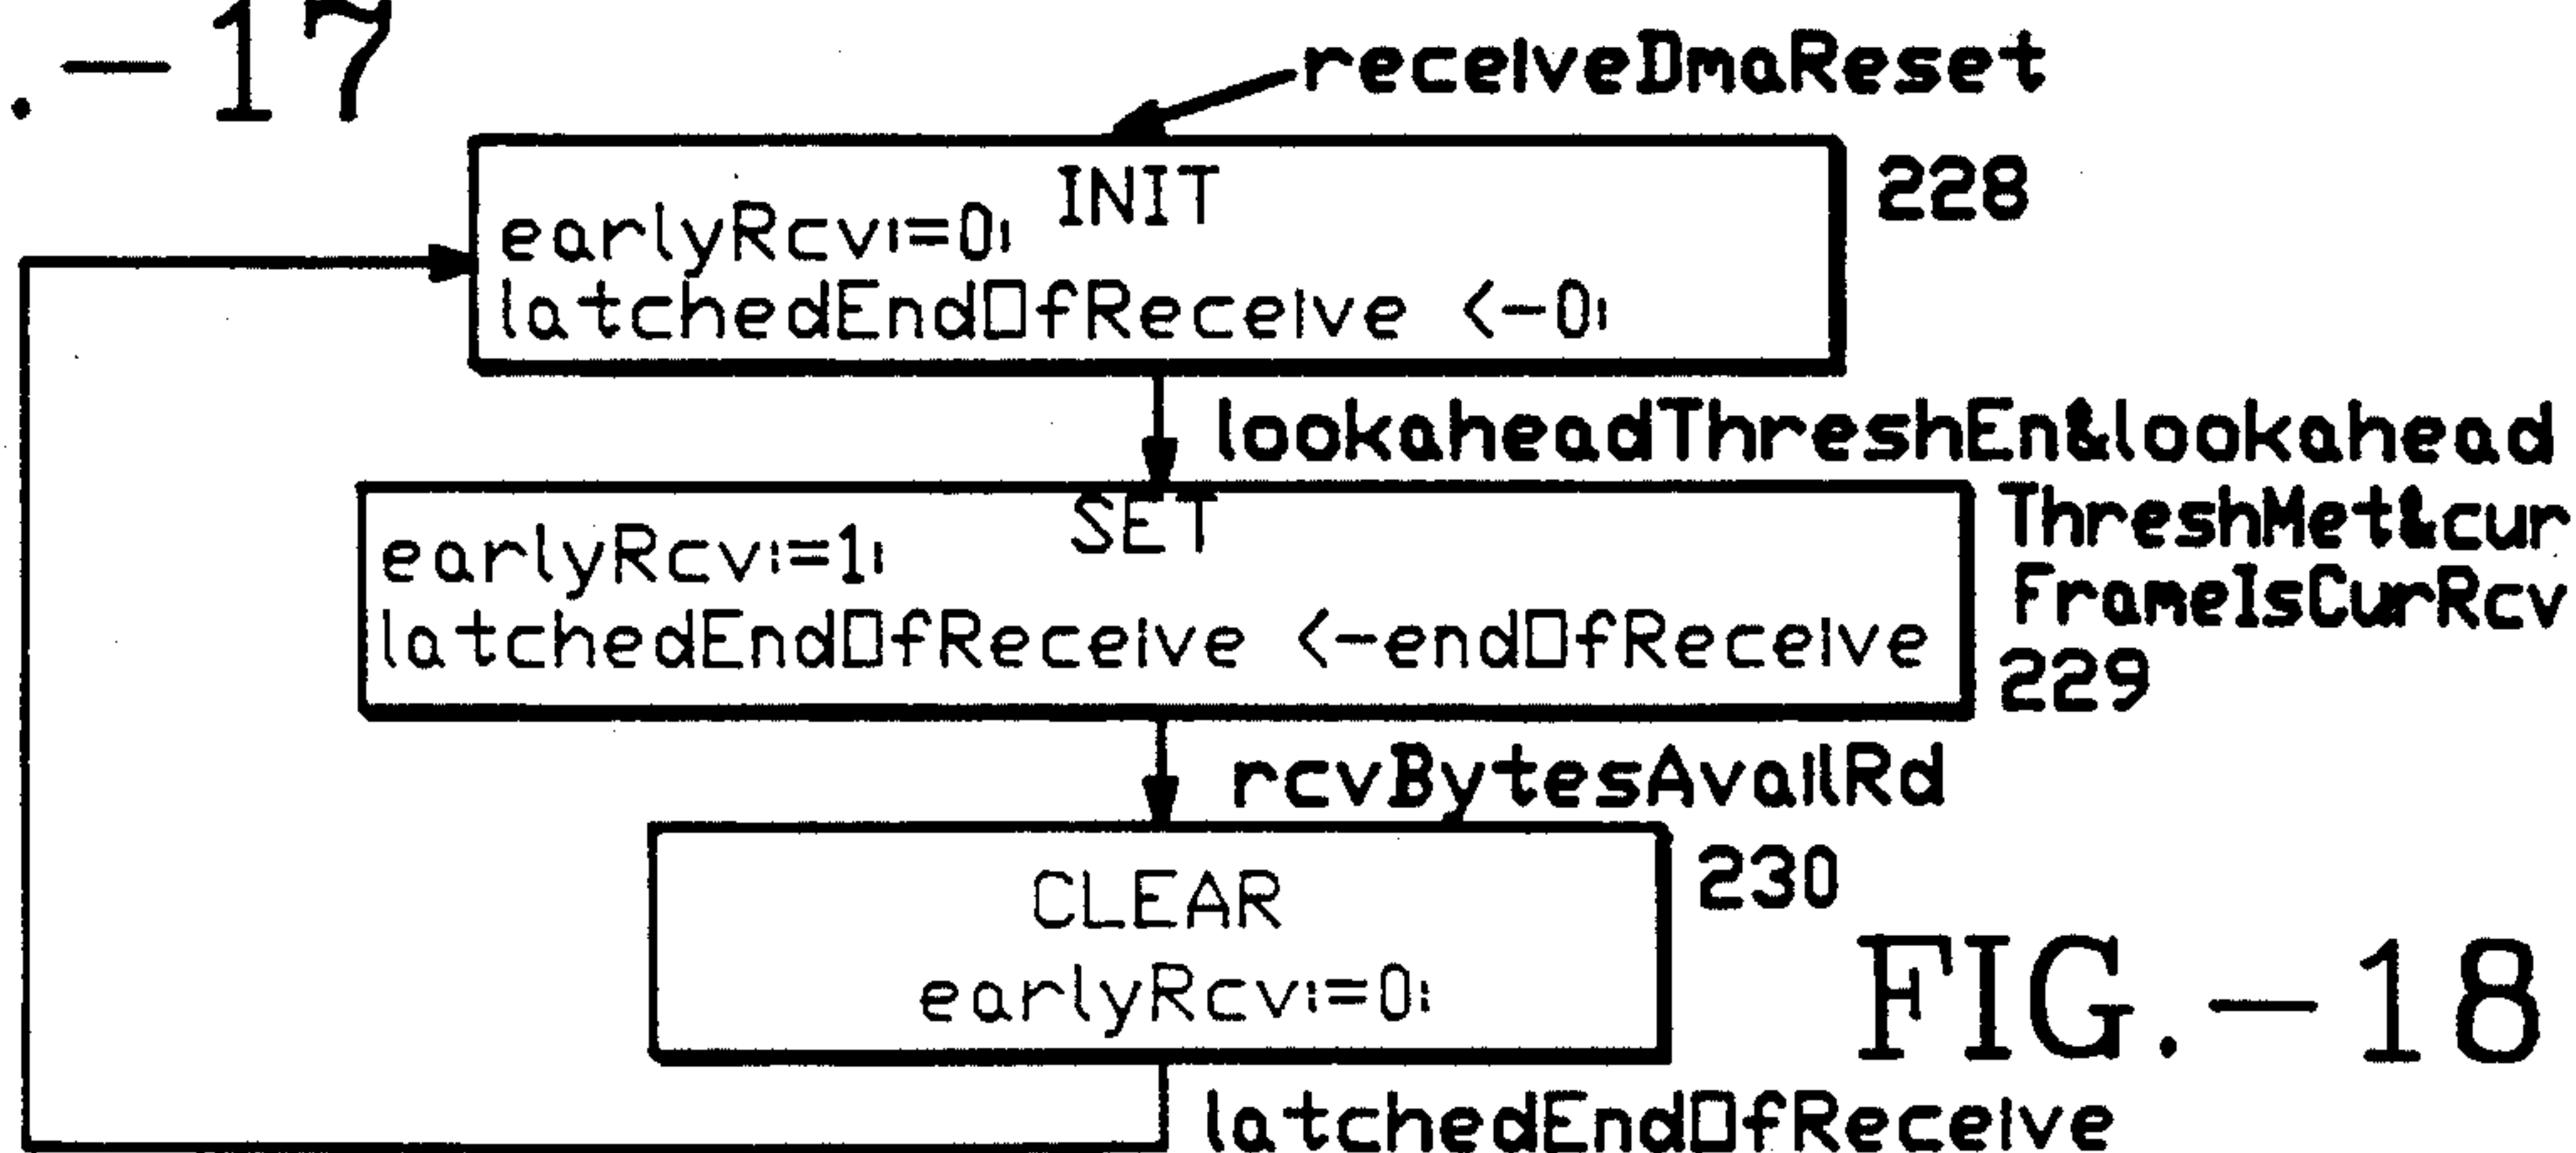 .-17
receiveDmaReset
INIT
228
earlyRcv:=0;
latchedEndOfReceive <-0;
lookaheadThreshEn&lookahead
ThreshMet&cur
FrameIsCurRcv
SET
earlyRcv:=1;
latchedEndOfReceive <-endOfReceive
229
rcvBytesAvailRd
230
CLEAR
earlyRcv:=0;
FIG.-18
latchedEndOfReceive